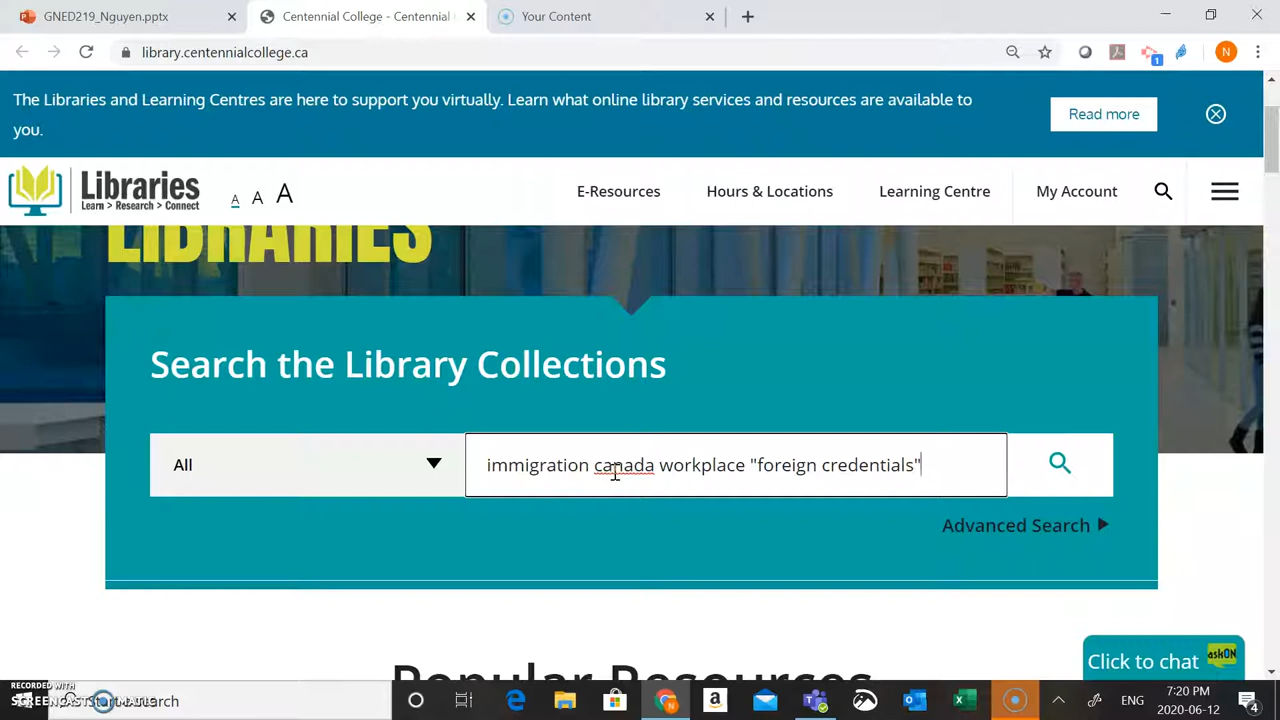 GNED219_Nguyen.pptx
Centennial College - Centennial
Your Content
library.centennialcollege.ca
1
N
The Libraries and Learning Centres are here to support you virtually. Learn what online library services and resources are available to
you.
Read more
Libraries
Learn > Research > Connect
A A A
E-Resources
Hours & Locations
Learning Centre
My Account
LIBRARIES
Search the Library Collections
All
immigration canada workplace "foreign credentials"
Advanced Search
Popular Resources
Click to chat
askON
RECORDED WITH
SCREENCAST-O-MATIC
Search
ENG
7:20 PM
2020-06-12
4